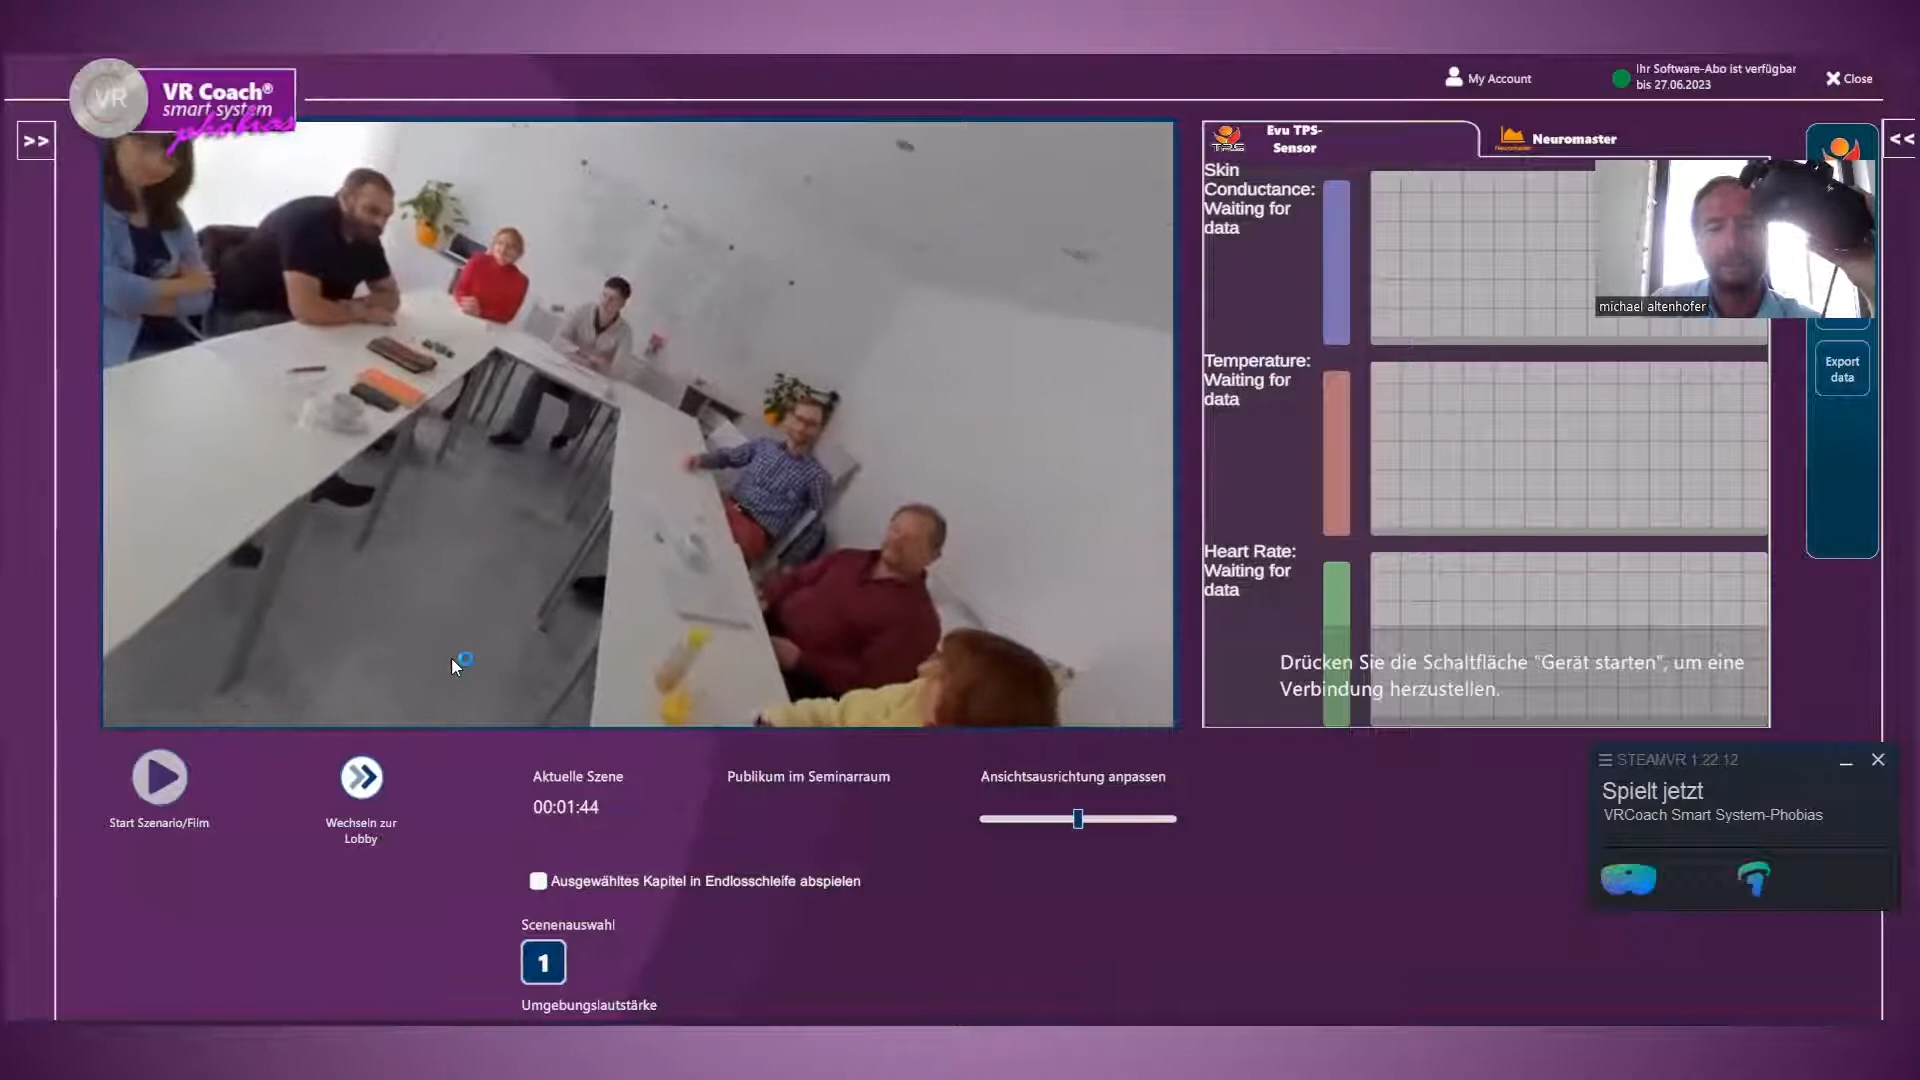 VR
VR Coach®
smart system
phobias
My Account
Ihr Software-Abo ist verfügbar
bis 27.06.2023
Close
>>
<<
Evu TPS-
Sensor
TPS
Neuromaster
Skin
Conductance:
Waiting for
data
michael altenhofer
Export
data
Temperature:
Waiting for
data
Heart Rate:
Waiting for
data
Drücken Sie die Schaltfläche "Gerät starten", um eine
Verbindung herzustellen.
Start Szenario/Film
Wechseln zur
Lobby
Aktuelle Szene
00:01:44
Publikum im Seminarraum
Ansichtsausrichtung anpassen
STEAMVR 1.22.12
Spielt jetzt
VRCoach Smart System-Phobias
Ausgewähltes Kapitel in Endlosschleife abspielen
Scenenauswahl
1
Umgebungslautstärke